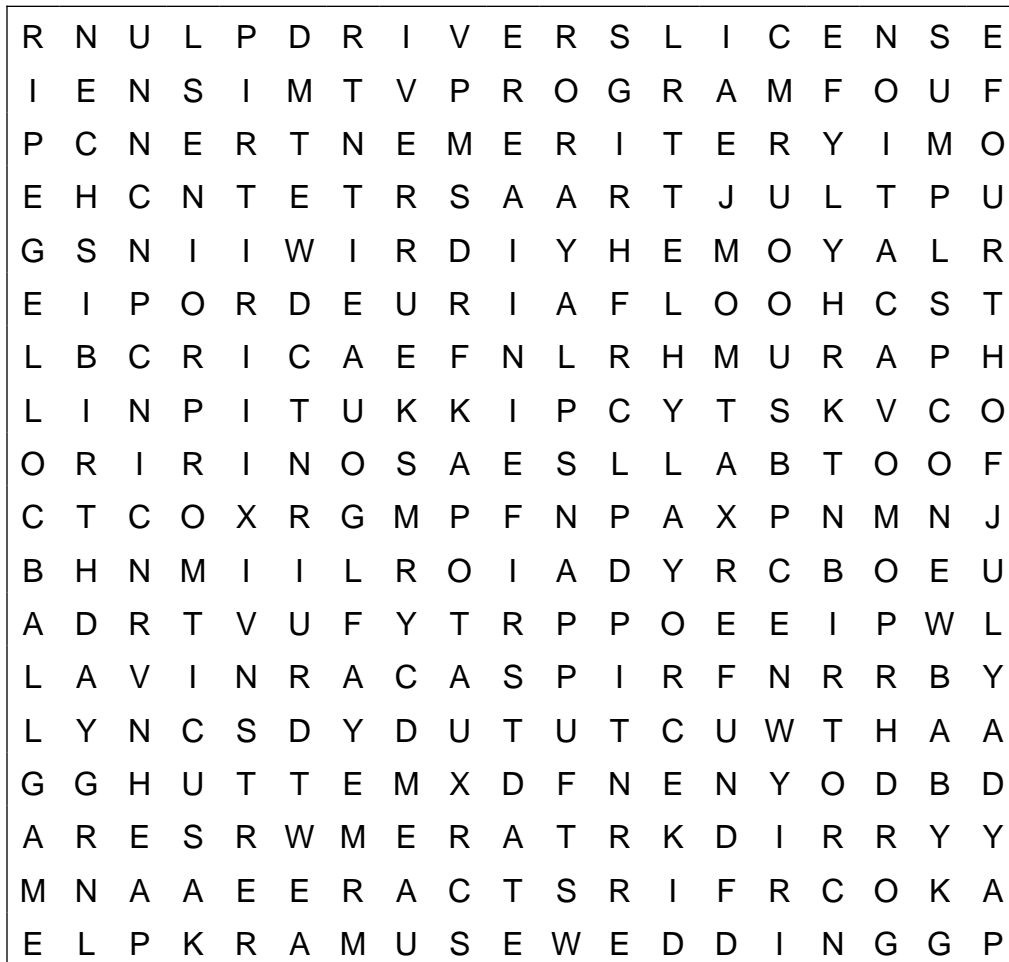 R N U L P D R I V E R S L I C E N S E
I E N S I M T V P R O G R A M F O U F
P C N E R T N E M E R I T E R Y I M O
E H C N T E T R S A A R T J U L T P U
G S N I I W I R D I Y H E M O Y A L R
E I P O R D E U R I A F L O O H C S T
L B C R I C A E F N L R H M U R A P H
L I N P I T U K K I P C Y T S K V C O
O R I R I N O S A E S L L A B T O O F
C T C O X R G M P F N P A X P N M N J
B H N M I I L R O I A D Y R C B O E U
A D R T V U F Y T R P P O E E I P W L
L A V I N R A C A S P I R F N R R B Y
L Y N C S D Y D U T U T C U W T H A A
G G H U T T E M X D F N E N Y O D B D
A R E S R W M E R A T R K D I R R Y Y
M N A A E E R A C T S R I F R C O K A
E L P K R A M U S E W E D D I N G G P